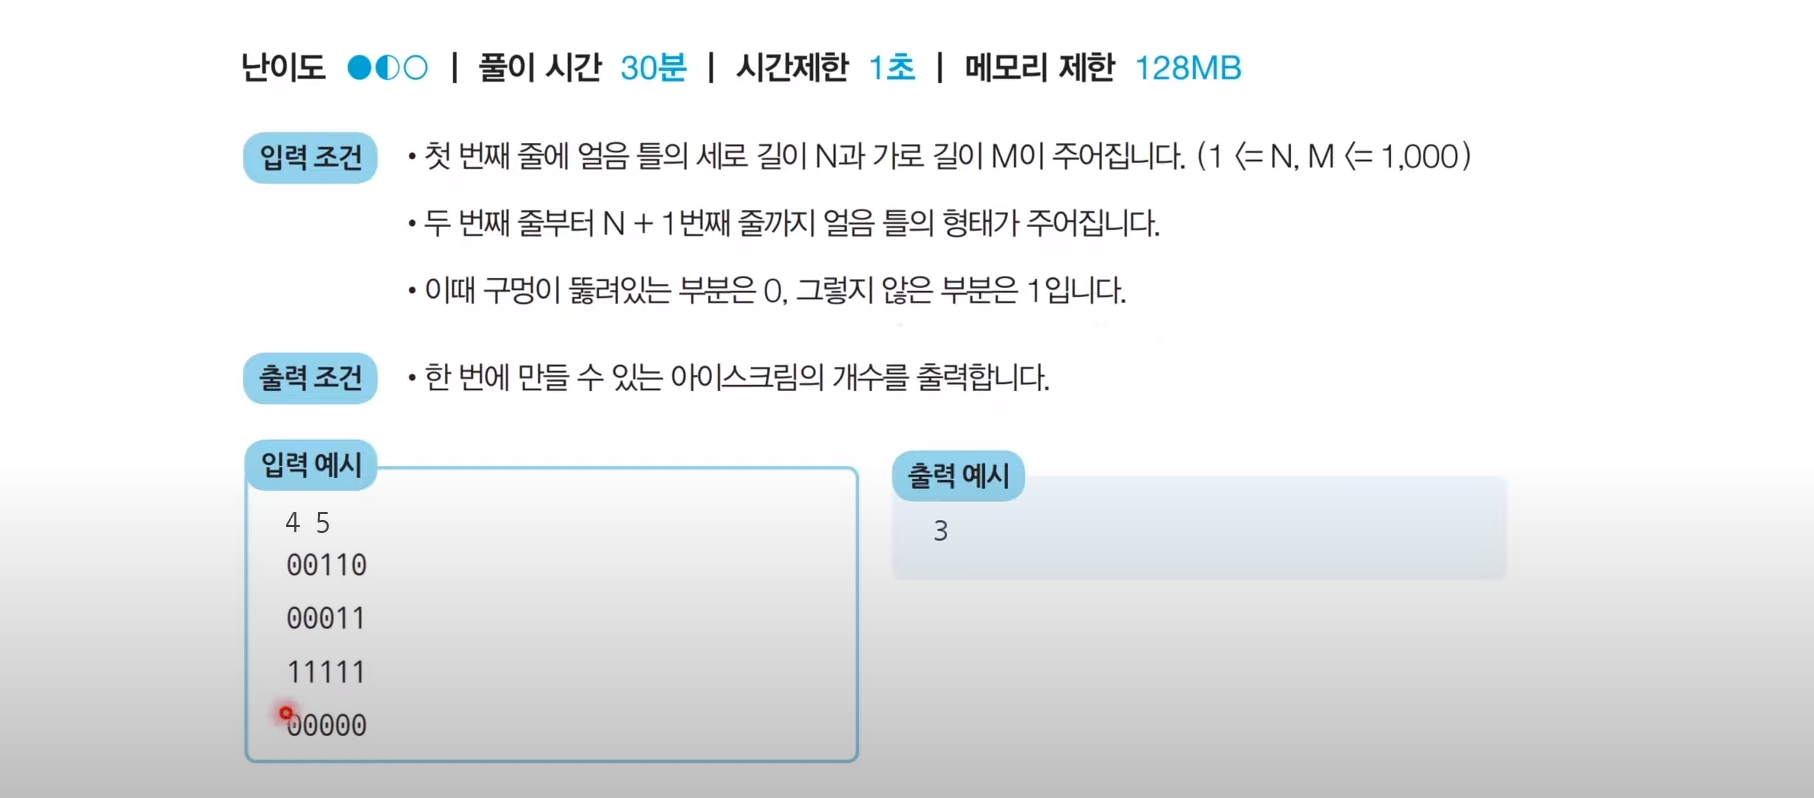 난이도 ●◐○ | 풀이 시간 30분 | 시간제한 1초 | 메모리 제한 128MB
입력 조건 • 첫 번째 줄에 얼음 틀의 세로 길이 N과 가로 길이 M이 주어집니다. (1 <= N, M <= 1,000)
• 두 번째 줄부터 N + 1번째 줄까지 얼음 틀의 형태가 주어집니다.
• 이때 구멍이 뚫려있는 부분은 0, 그렇지 않은 부분은 1입니다.
출력 조건 • 한 번에 만들 수 있는 아이스크림의 개수를 출력합니다.
입력 예시
4 5
00110
00011
11111
00000
출력 예시
3